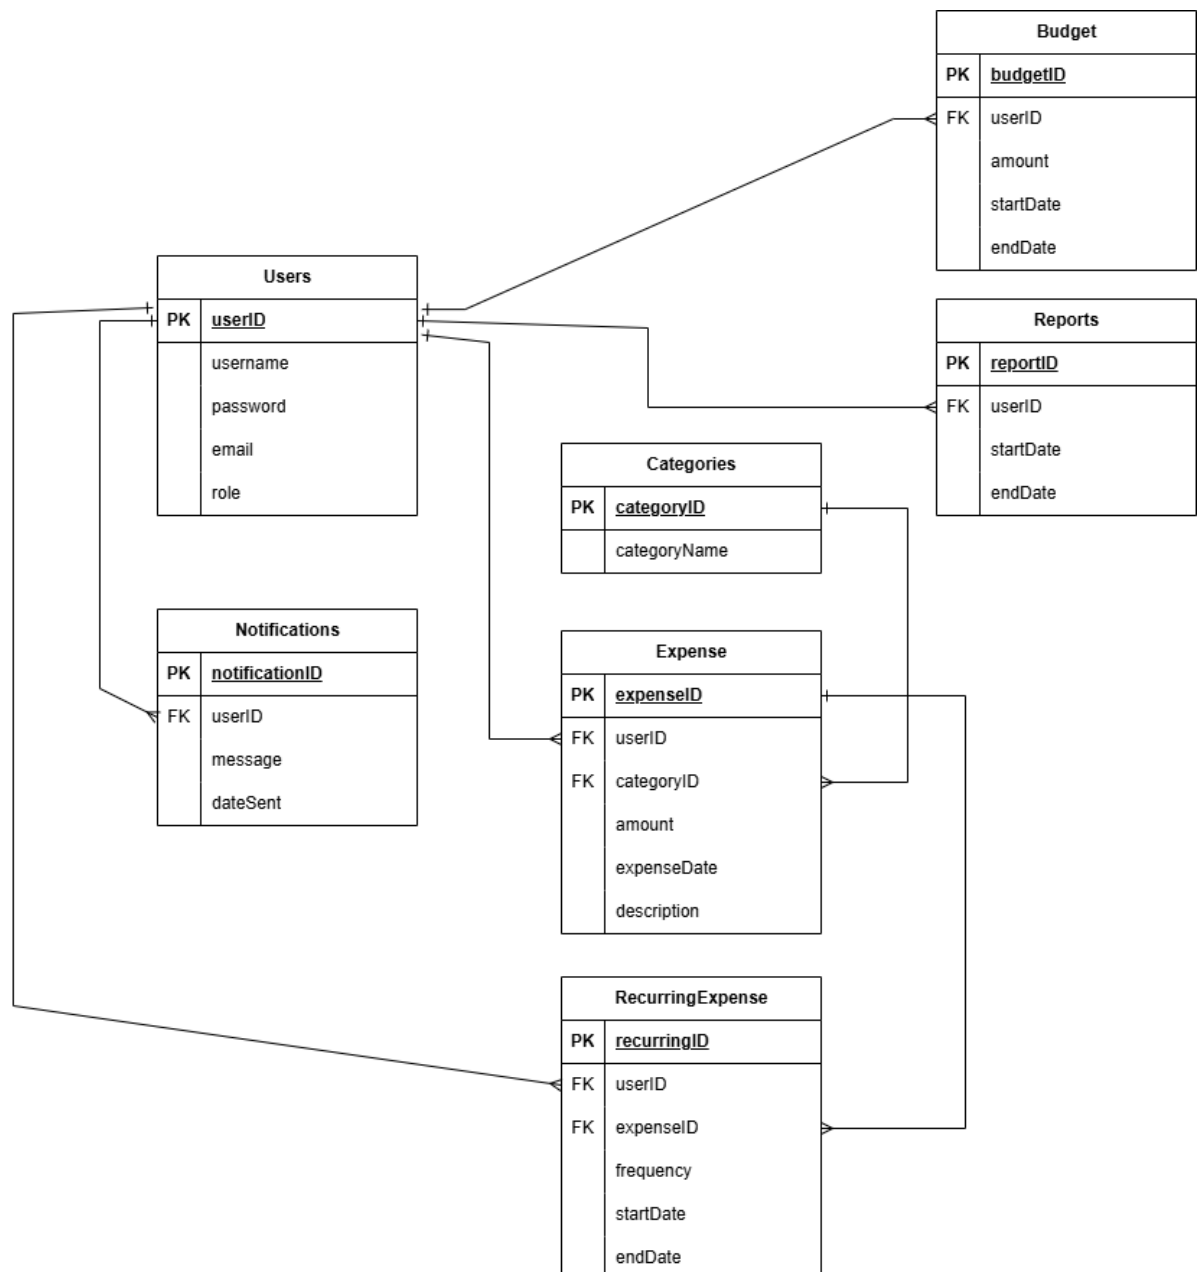 Budget
PK budgetID
FK userID
amount
startDate
endDate
Users
PK userID
username
password
email
role
Reports
PK reportID
FK userID
startDate
endDate
Categories
PK categoryID
categoryName
Notifications
PK notificationID
FK userID
message
dateSent
Expense
PK expenseID
FK userID
FK categoryID
amount
expenseDate
description
RecurringExpense
PK recurringID
FK userID
FK expenseID
frequency
startDate
endDate